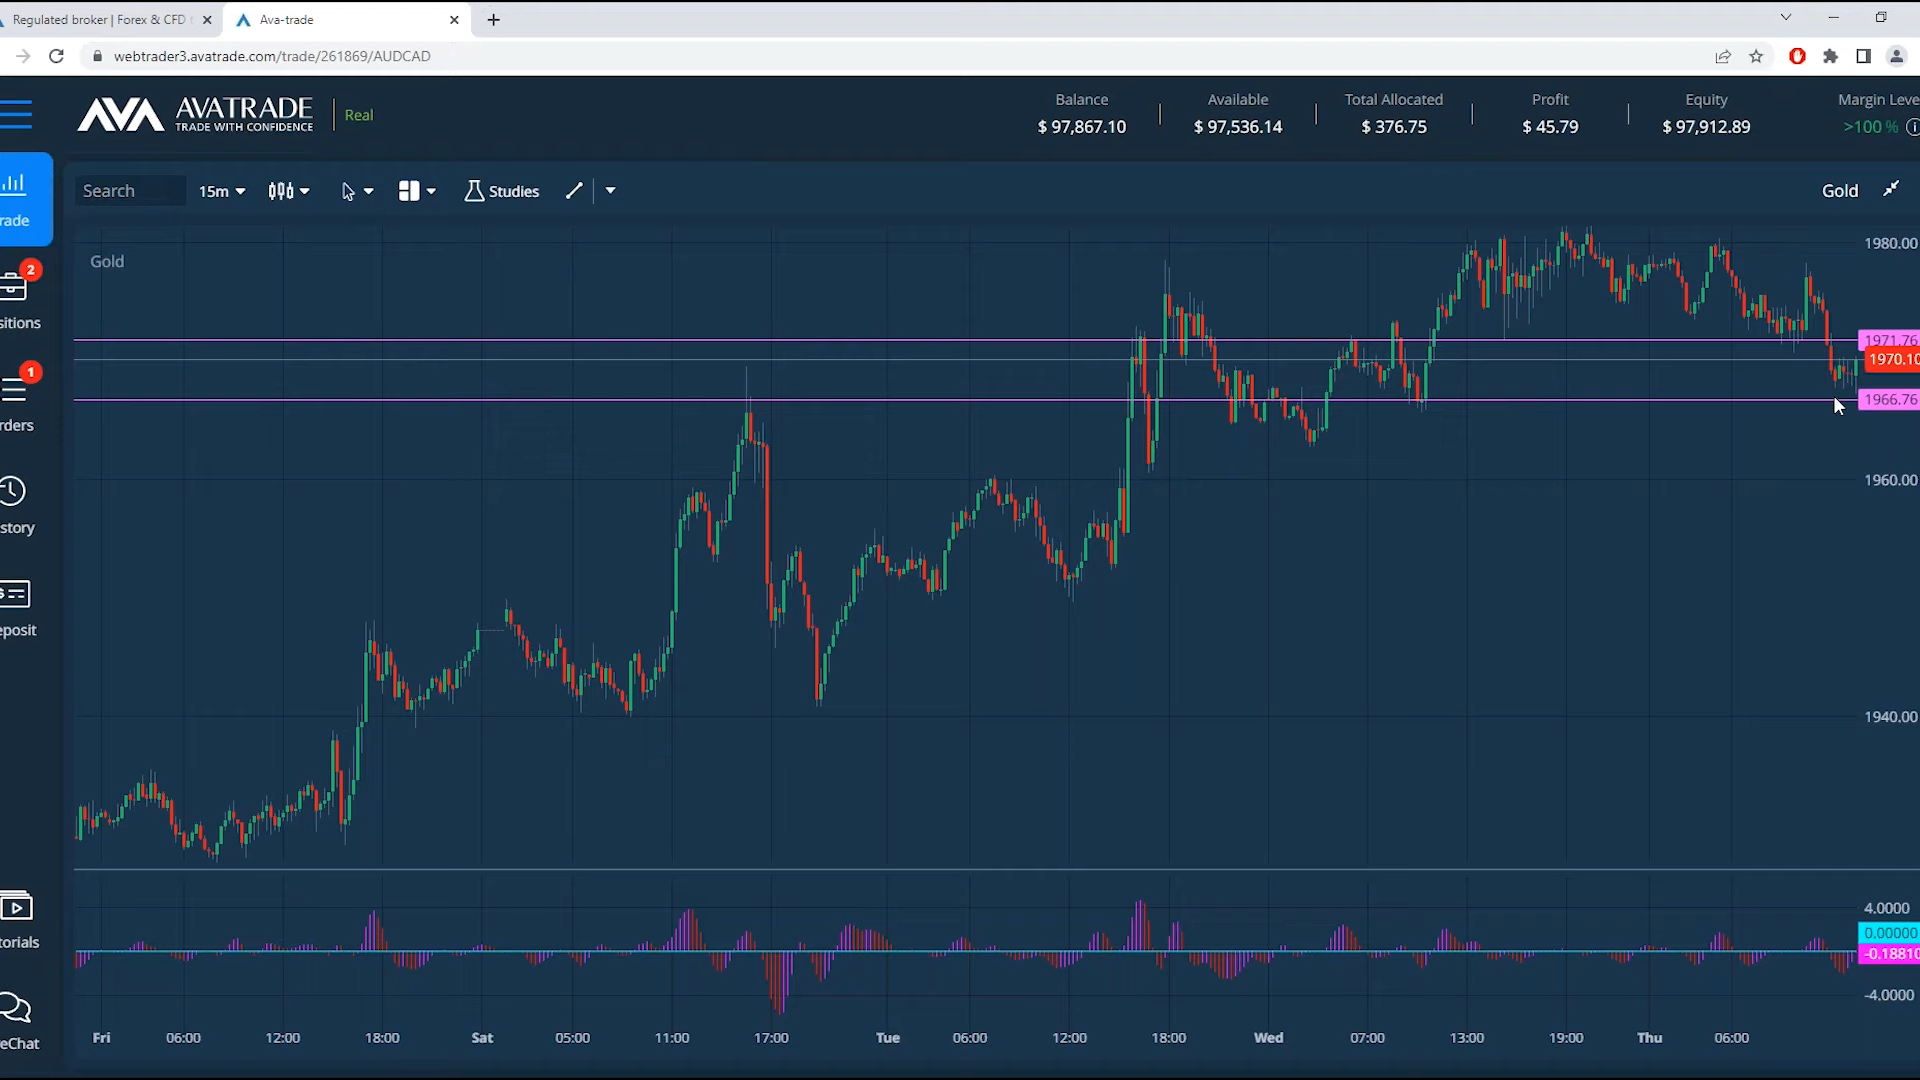 Regulated broker | Forex & CFD
Ava-trade
webtrader3.avatrade.com/trade/261869/AUDCAD
AVA AVATRADE
TRADE WITH CONFIDENCE
Real
Balance
$ 97,867.10
Available
$ 97,536.14
Total Allocated
$ 376.75
Profit
$ 45.79
Equity
$ 97,912.89
Margin Leve
>100 %
Search
15m
Studies
Gold
rade
2
sitions
1
rders
story
eposit
orials
eChat
Gold
1980.00
1971.76
1970.10
1966.76
1960.00
1940.00
4.0000
0.00000
-0.18810
-4.0000
Fri 06:00 12:00 18:00 Sat 05:00 11:00 17:00 Tue 06:00 12:00 18:00 Wed 07:00 13:00 19:00 Thu 06:00